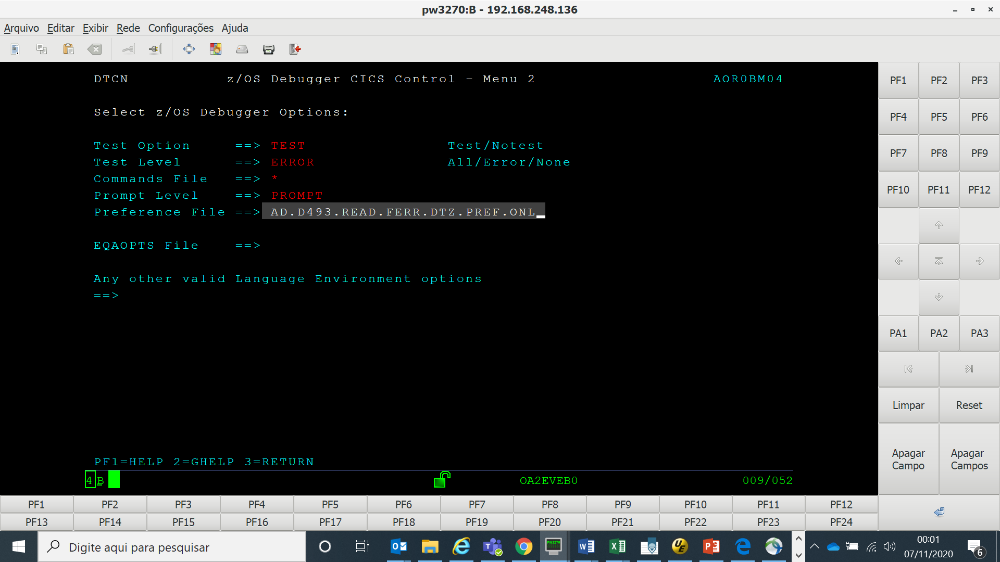 pw3270:B - 192.168.248.136
Arquivo Editar Exibir Rede Configurações Ajuda
DTCN z/OS Debugger CICS Control - Menu 2 AOR0BM04
Select z/OS Debugger Options:
Test Option ==> TEST Test/Notest
Test Level ==> ERROR All/Error/None
Commands File ==> *
Prompt Level ==> PROMPT
Preference File ==> AD.D493.READ.FERR.DTZ.PREF.ONL_
EQAOPTS File ==>
Any other valid Language Environment options
==>
PF1=HELP 2=GHELP 3=RETURN
4 B OA2EVEB0 009/052
PF1 PF2 PF3
PF4 PF5 PF6
PF7 PF8 PF9
PF10 PF11 PF12
PA1 PA2 PA3
Limpar Reset
Apagar Campo Apagar Campos
PF1 PF2 PF3 PF4 PF5 PF6 PF7 PF8 PF9 PF10 PF11 PF12
PF13 PF14 PF15 PF16 PF17 PF18 PF19 PF20 PF21 PF22 PF23 PF24
Digite aqui para pesquisar
PW3270
00:01
07/11/2020
6